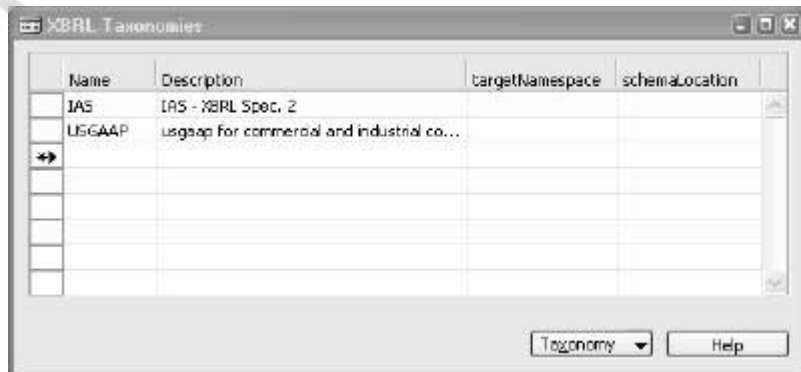 XBRL Taxonomies
Name Description targetNamespace schemaLocation
IAS IAS - XBRL Spec. 2
USGAAP usgaap for commercial and industrial co...
Taxonomy Help